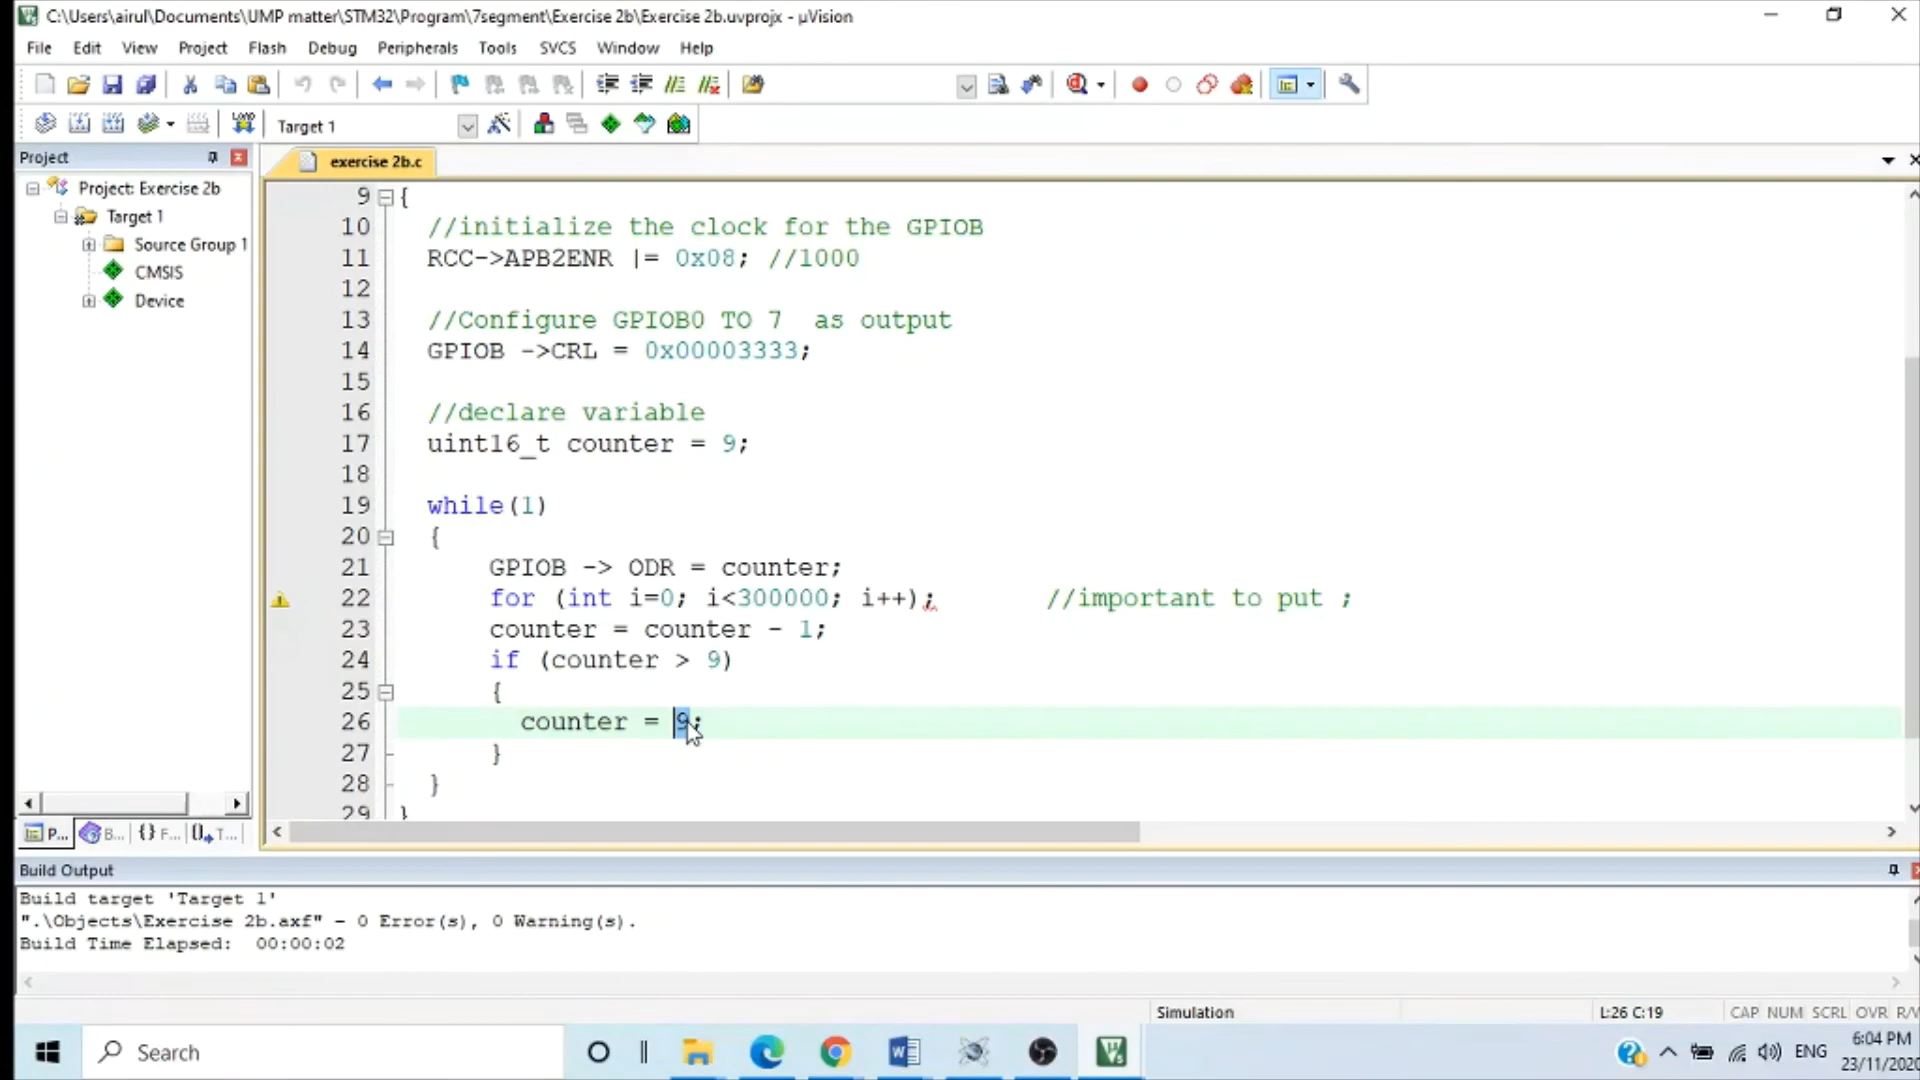 C:\Users\airul\Documents\UMP matter\STM32\Program\7segment\Exercise 2b\Exercise 2b.uvprojx - µVision
File Edit View Project Flash Debug Peripherals Tools SVCS Window Help
Target 1
Project
exercise 2b.c
Project: Exercise 2b
Target 1
Source Group 1
CMSIS
Device
9 {
10 //initialize the clock for the GPIOB
11 RCC->APB2ENR |= 0x08; //1000
12
13 //Configure GPIOB0 TO 7  as output
14 GPIOB ->CRL = 0x00003333;
15
16 //declare variable
17 uint16_t counter = 9;
18
19 while(1)
20 {
21 GPIOB -> ODR = counter;
22 for (int i=0; i<300000; i++); //important to put ;
23 counter = counter - 1;
24 if (counter > 9)
25 {
26 counter = 9;
27 }
28 }
29 }
P... B... {} F... T...
Build Output
Build target 'Target 1'
".\Objects\Exercise 2b.axf" - 0 Error(s), 0 Warning(s).
Build Time Elapsed:  00:00:02
Simulation L:26 C:19 CAP NUM SCRL OVR R/
Search
ENG
6:04 PM
23/11/2020